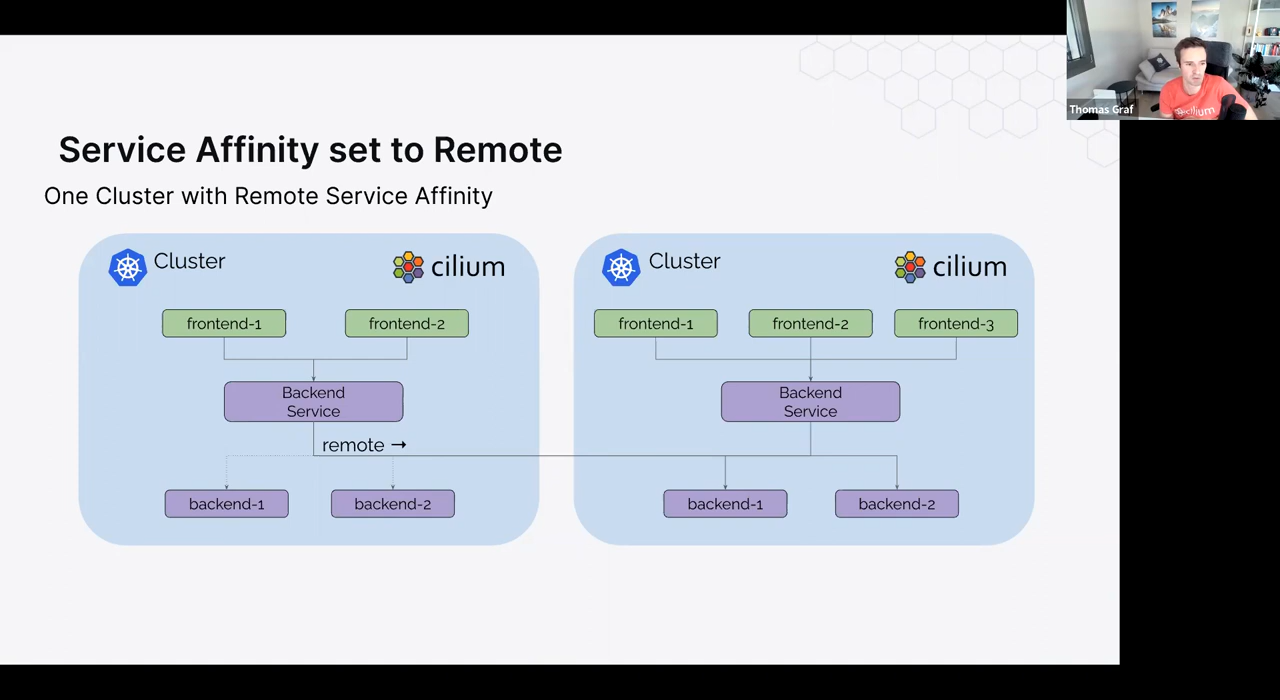 Thomas Graf
cilium
Service Affinity set to Remote
One Cluster with Remote Service Affinity
Cluster
cilium
frontend-1
frontend-2
Backend
Service
remote →
backend-1
backend-2
Cluster
cilium
frontend-1
frontend-2
frontend-3
Backend
Service
backend-1
backend-2